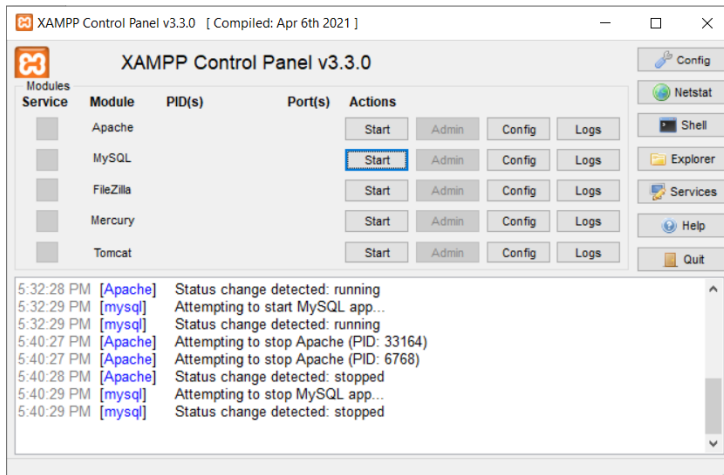 XAMPP Control Panel v3.3.0 [ Compiled: Apr 6th 2021 ]
XAMPP Control Panel v3.3.0
Config
Netstat
Shell
Explorer
Services
Help
Quit
Modules
Service Module PID(s) Port(s) Actions
Apache Start Admin Config Logs
MySQL Start Admin Config Logs
FileZilla Start Admin Config Logs
Mercury Start Admin Config Logs
Tomcat Start Admin Config Logs
5:32:28 PM [Apache] Status change detected: running
5:32:29 PM [mysql] Attempting to start MySQL app...
5:32:29 PM [mysql] Status change detected: running
5:40:27 PM [Apache] Attempting to stop Apache (PID: 33164)
5:40:27 PM [Apache] Attempting to stop Apache (PID: 6768)
5:40:28 PM [Apache] Status change detected: stopped
5:40:29 PM [mysql] Attempting to stop MySQL app...
5:40:29 PM [mysql] Status change detected: stopped